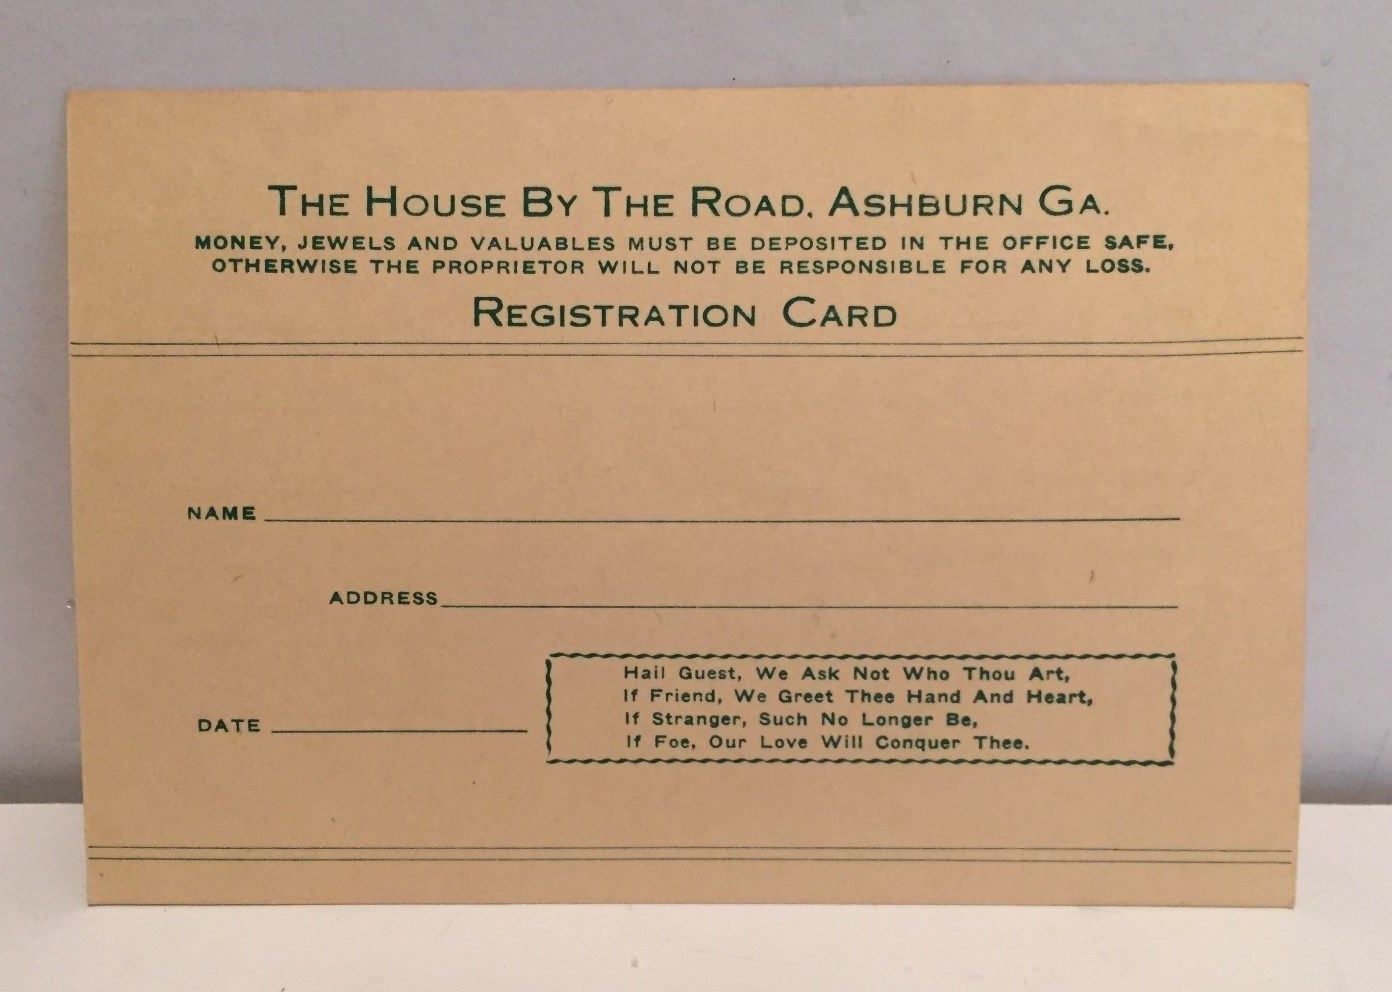 THE HOUSE BY THE ROAD, ASHBURN GA.
MONEY, JEWELS AND VALUABLES MUST BE DEPOSITED IN THE OFFICE SAFE,
OTHERWISE THE PROPRIETOR WILL NOT BE RESPONSIBLE FOR ANY LOSS.
REGISTRATION CARD
NAME
ADDRESS
DATE
Hail Guest, We Ask Not Who Thou Art,
If Friend, We Greet Thee Hand And Heart,
If Stranger, Such No Longer Be,
If Foe, Our Love Will Conquer Thee.